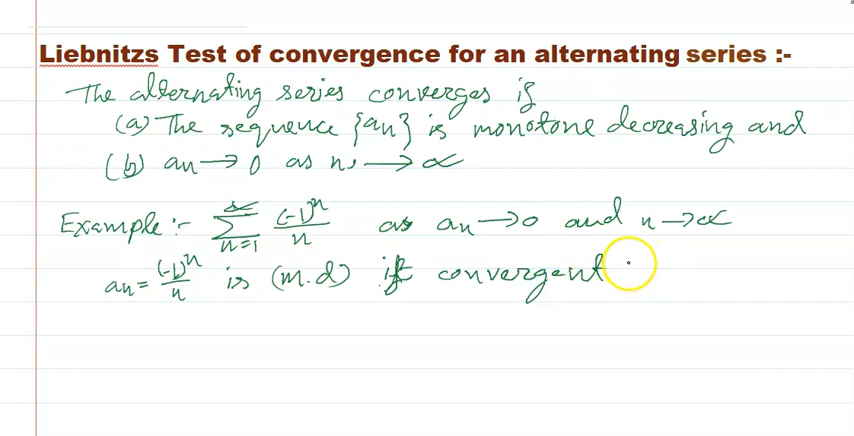 Liebnitzs Test of convergence for an alternating series :-
The alternating series converges if
(a) The sequence {an} is monotone decreasing and
(b) an → 0 as n, → ∝
Example :- ∑_{n=1}^{∝} (-1)^n / n as an → 0 and n → ∝
an = (-1)^n / n is (m.d) if convergent